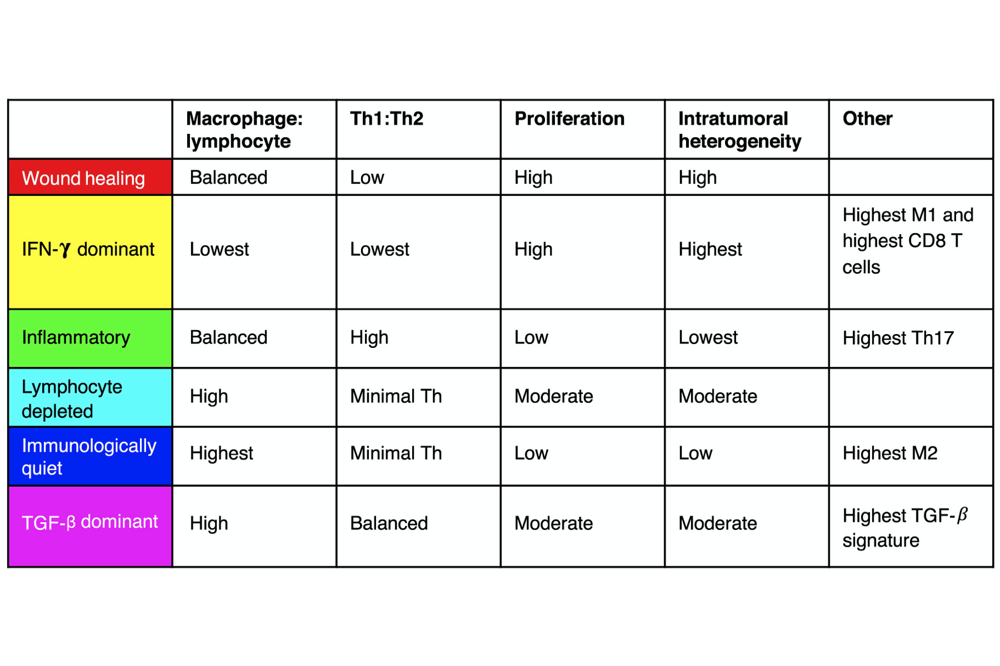 Macrophage:
lymphocyte
Th1:Th2
Proliferation
Intratumoral
heterogeneity
Other
Wound healing
Balanced
Low
High
High
IFN-γ dominant
Lowest
Lowest
High
Highest
Highest M1 and
highest CD8 T
cells
Inflammatory
Balanced
High
Low
Lowest
Highest Th17
Lymphocyte
depleted
High
Minimal Th
Moderate
Moderate
Immunologically
quiet
Highest
Minimal Th
Low
Low
Highest M2
TGF-β dominant
High
Balanced
Moderate
Moderate
Highest TGF-β
signature